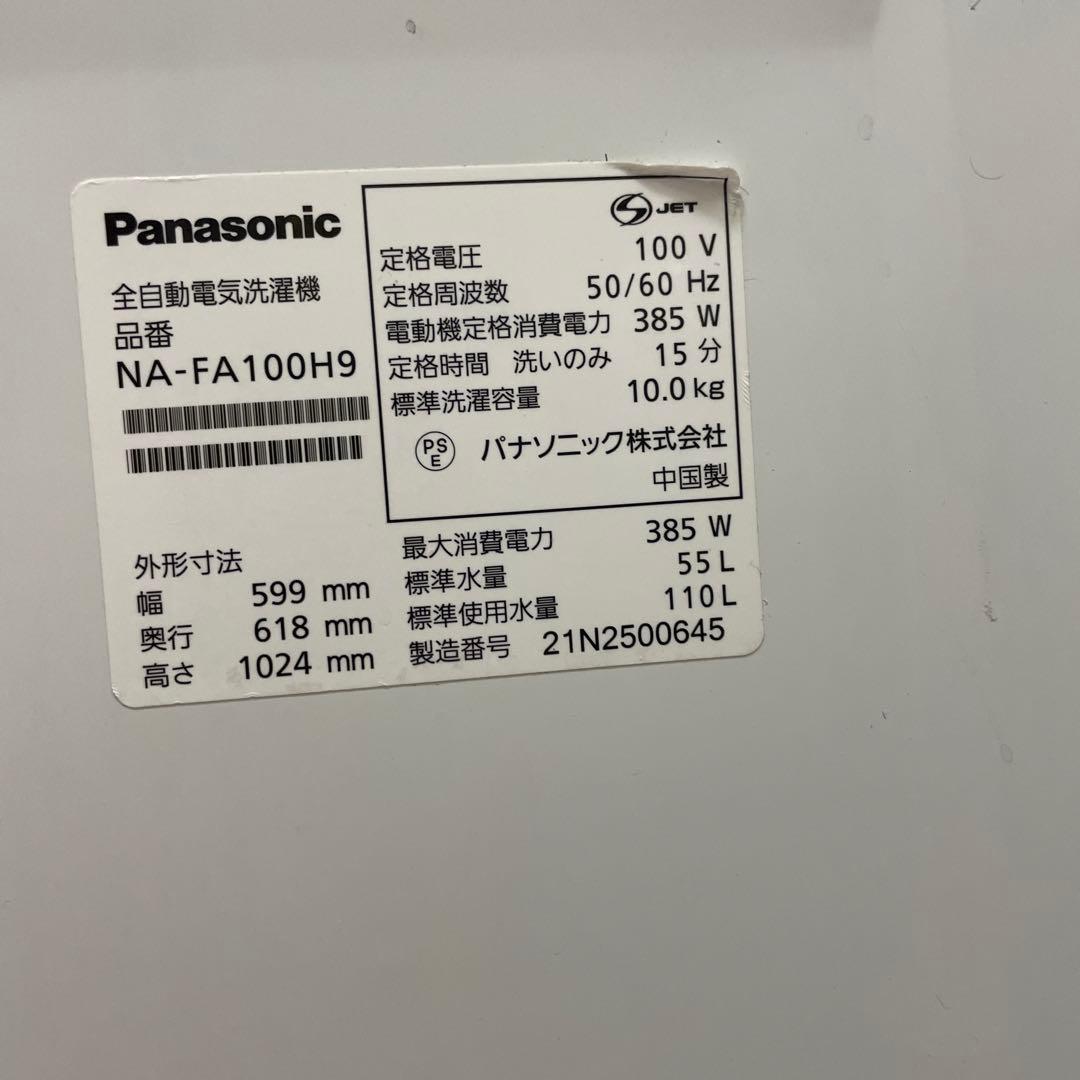 Panasonic
全自動電気洗濯機
品番
NA-FA100H9
JET
定格電圧 100 V
定格周波数 50/60 Hz
電動機定格消費電力 385 W
定格時間 洗いのみ 15 分
標準洗濯容量 10.0 kg
PS
E
パナソニック株式会社
中国製
外形寸法
幅 599 mm
奥行 618 mm
高さ 1024 mm
最大消費電力 385 W
標準水量 55 L
標準使用水量 110 L
製造番号 21N2500645